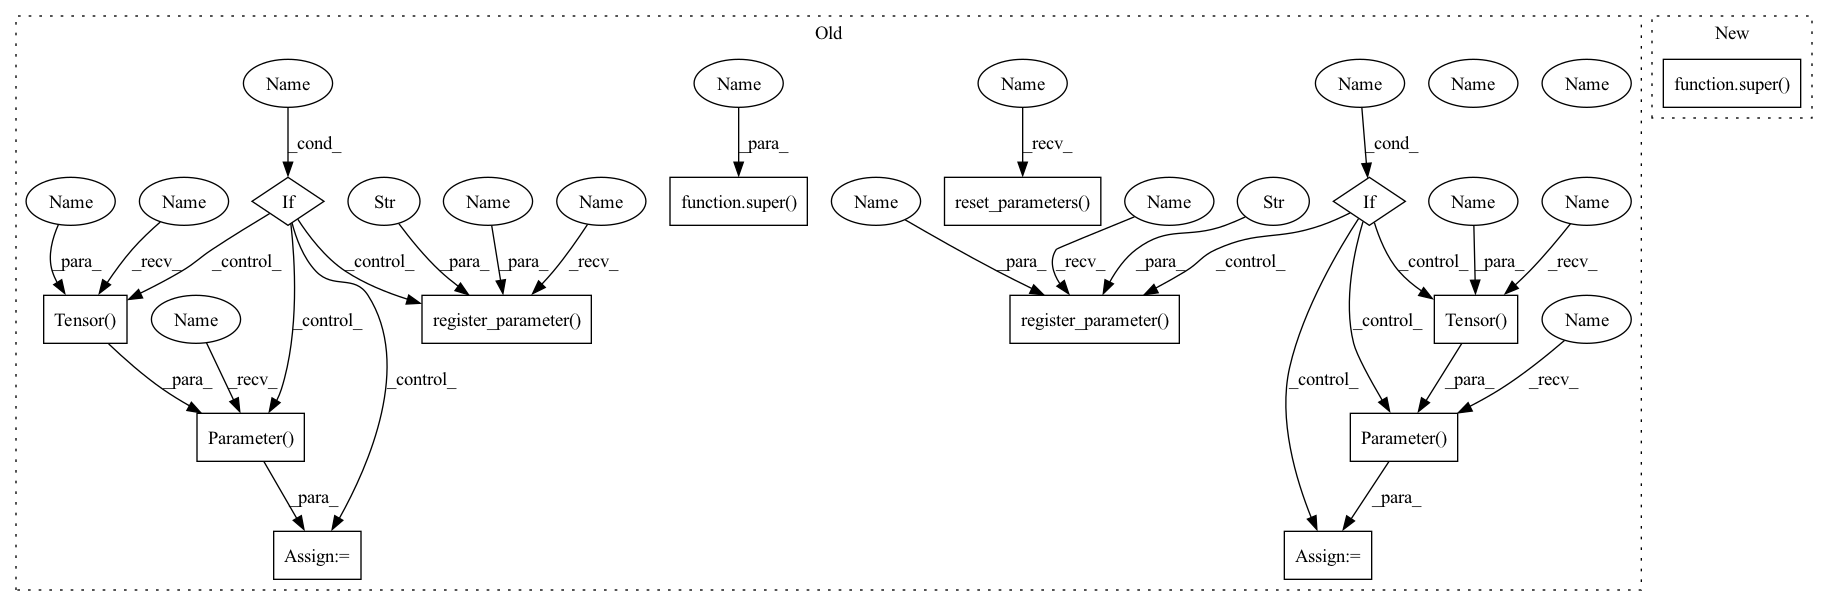 Old
New
Name
Name
Name
Name
Name
Name
function.super()
_cond_
_para_
_recv_
_cond_
Name
Name
If
Str
Name
Name
function.super()
Name
reset_parameters()
Name
Str
If
Name
Name
_para_
_recv_
_control_
_control_
_para_
_para_
_recv_
_para_
_recv_
_para_
_control_
_control_
_para_
_recv_
Tensor()
Name
_control_
register_parameter()
register_parameter()
_control_
Tensor()
Name
_para_
_recv_
_control_
_control_
_para_
_recv_
Parameter()
Parameter()
_para_
_para_
Assign:=
Assign:=